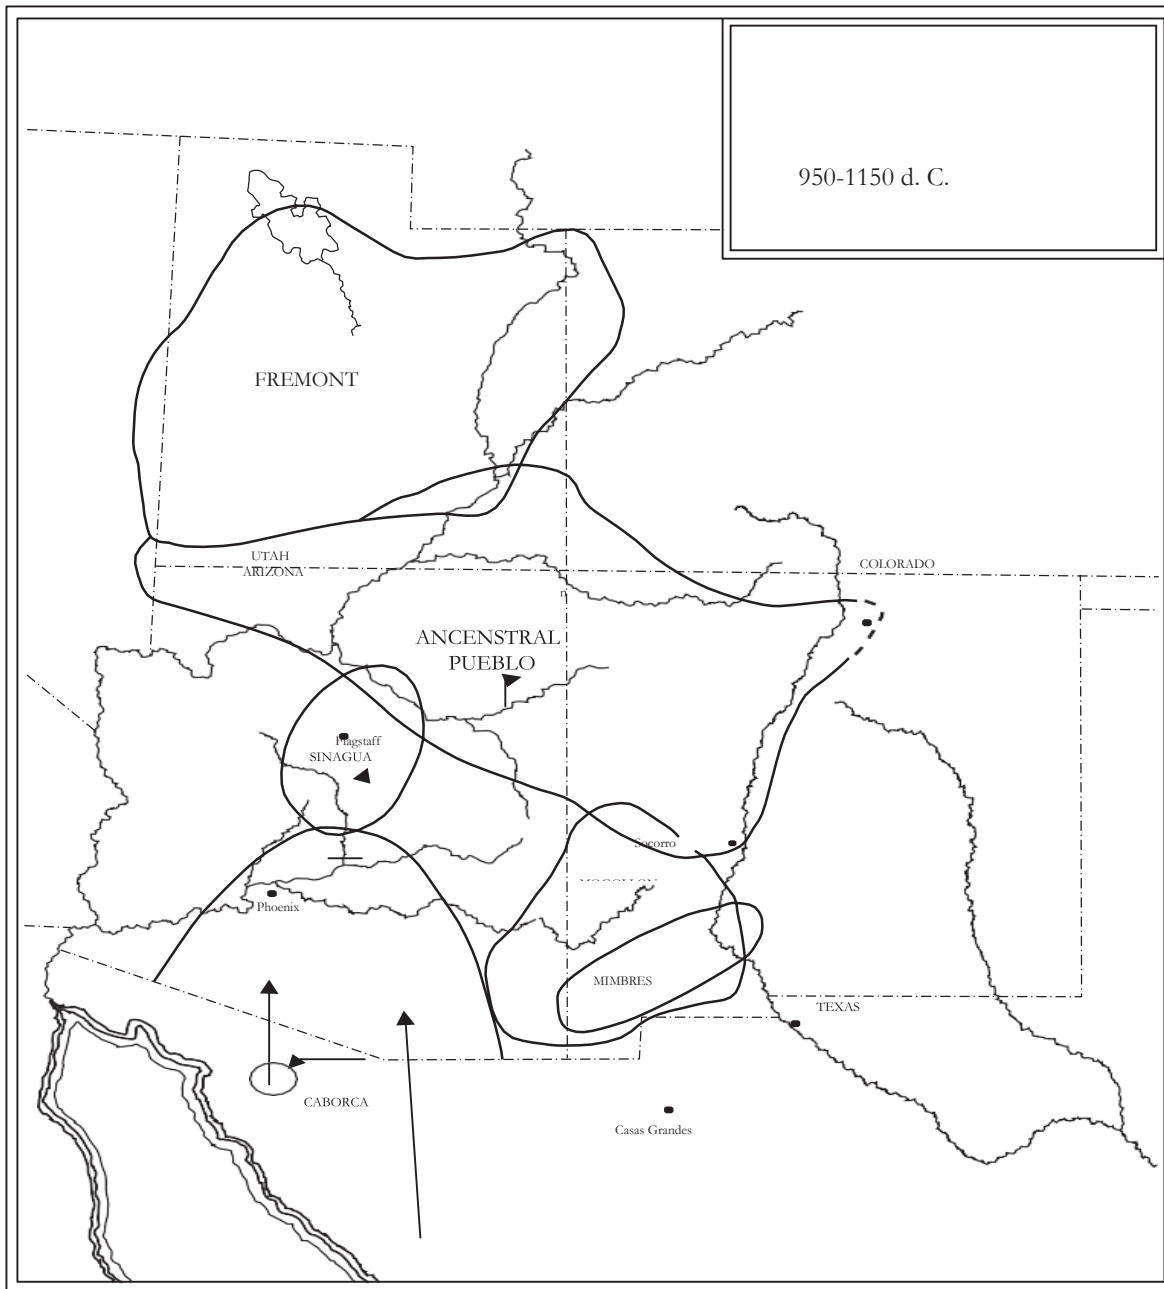 950-1150 d. C.
FREMONT
UTAH
ARIZONA
COLORADO
ANCENSTRAL
PUEBLO
Flagstaff
SINAGUA
Socorro
Phoenix
MIMBRES
TEXAS
CABORCA
Casas Grandes